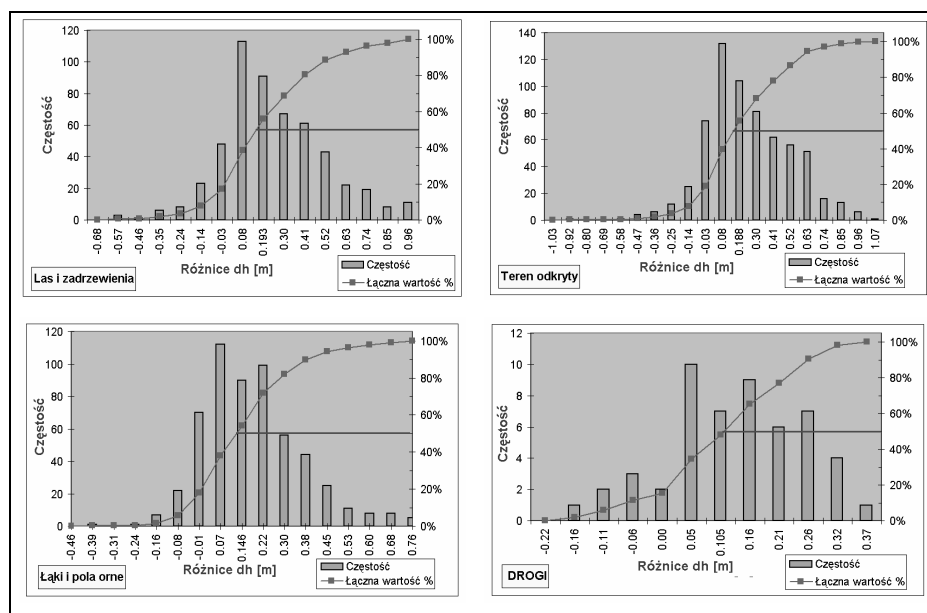 120
100
80
60
40
20
0
Częstość
100%
80%
60%
40%
20%
0%
-0.68 -0.57 -0.46 -0.35 -0.24 -0.14 -0.03 0.08 0.193 0.30 0.41 0.52 0.63 0.74 0.85 0.96
Różnice dh [m]
Las i zadrzewienia
Częstość
Łączna wartość %
140
120
100
80
60
40
20
0
Częstość
100%
80%
60%
40%
20%
0%
-1.03 -0.92 -0.80 -0.69 -0.58 -0.47 -0.36 -0.25 -0.14 -0.03 0.08 0.188 0.30 0.41 0.52 0.63 0.74 0.85 0.96 1.07
Różnice dh [m]
Teren odkryty
Częstość
Łączna wartość %
120
100
80
60
40
20
0
Częstość
100%
80%
60%
40%
20%
0%
-0.46 -0.39 -0.31 -0.24 -0.16 -0.08 -0.01 0.07 0.146 0.22 0.30 0.38 0.45 0.53 0.60 0.68 0.76
Różnice dh [m]
Łąki i pola orne
Częstość
Łączna wartość %
12
10
8
6
4
2
0
Częstość
100%
80%
60%
40%
20%
0%
-0.22 -0.16 -0.11 -0.06 0.00 0.05 0.105 0.16 0.21 0.26 0.32 0.37
Różnice dh [m]
DROGI
Częstość
Łączna wartość %